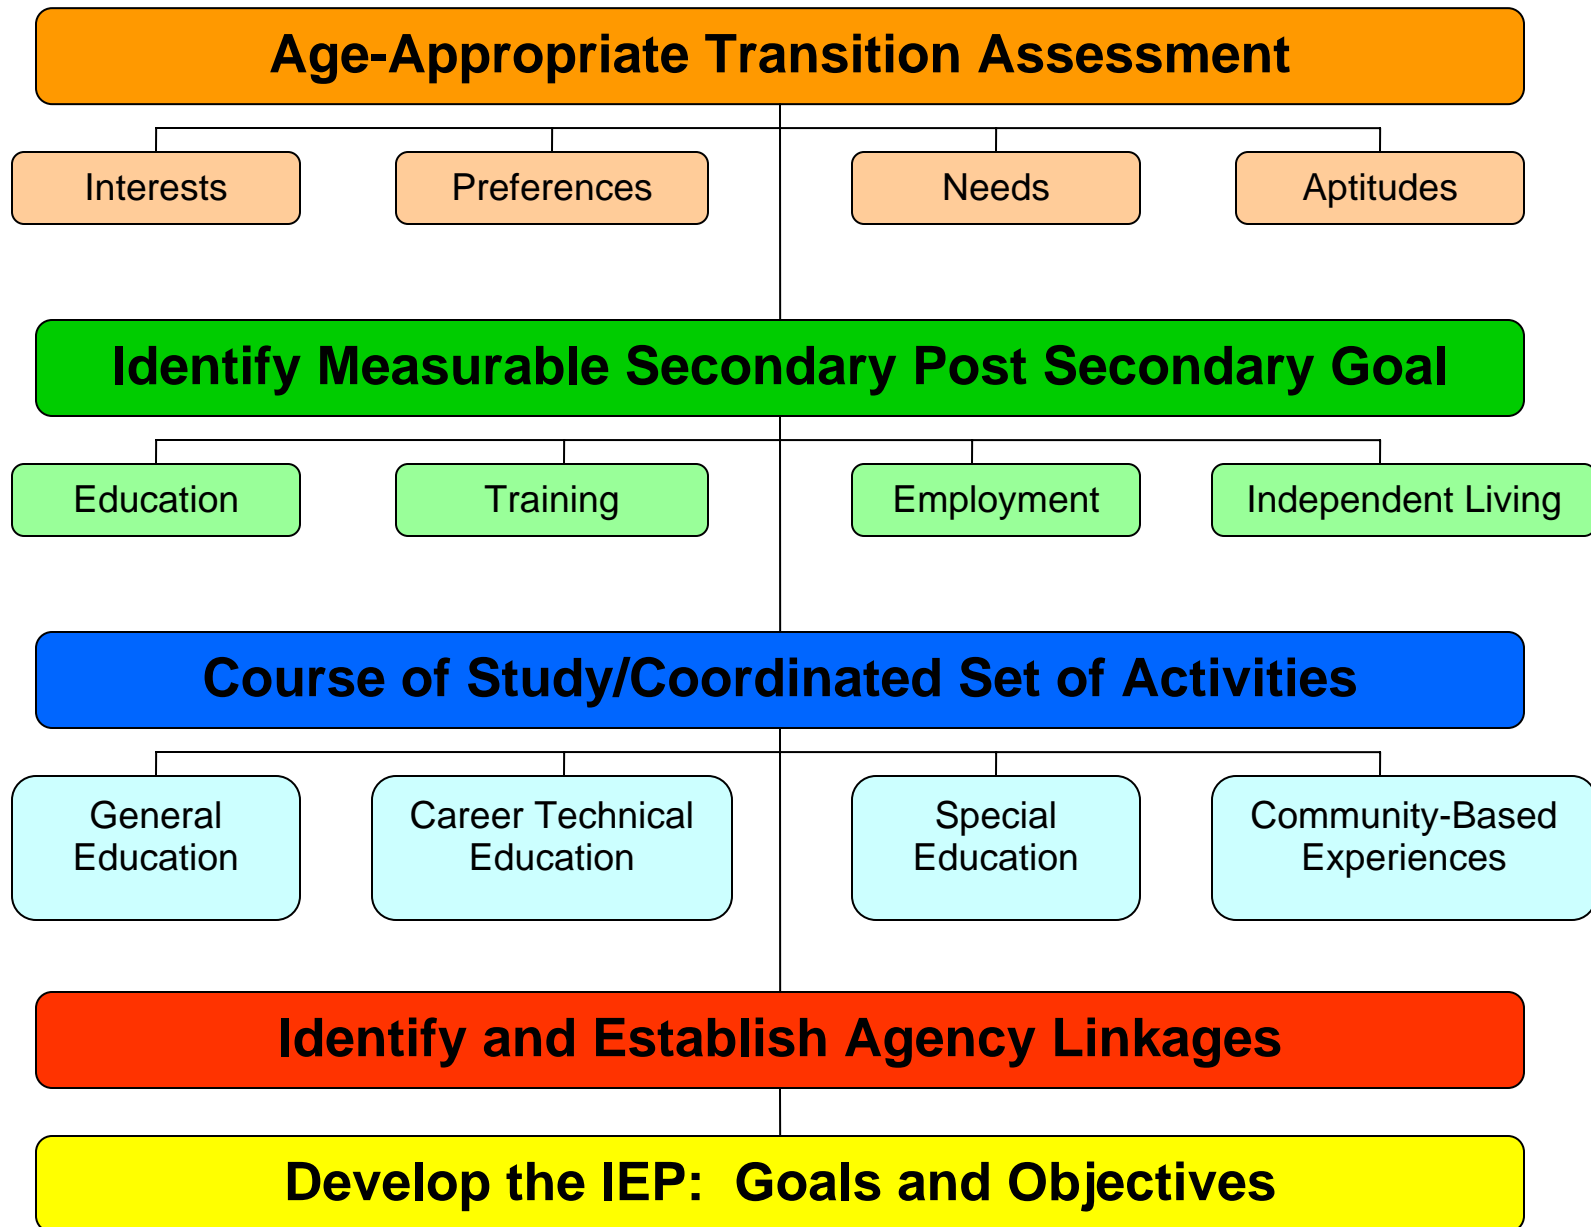 Age-Appropriate Transition Assessment
Interests
Preferences
Needs
Aptitudes
Identify Measurable Secondary Post Secondary Goal
Education
Training
Employment
Independent Living
Course of Study/Coordinated Set of Activities
General
Education
Career Technical
Education
Special
Education
Community-Based
Experiences
Identify and Establish Agency Linkages
Develop the IEP:  Goals and Objectives